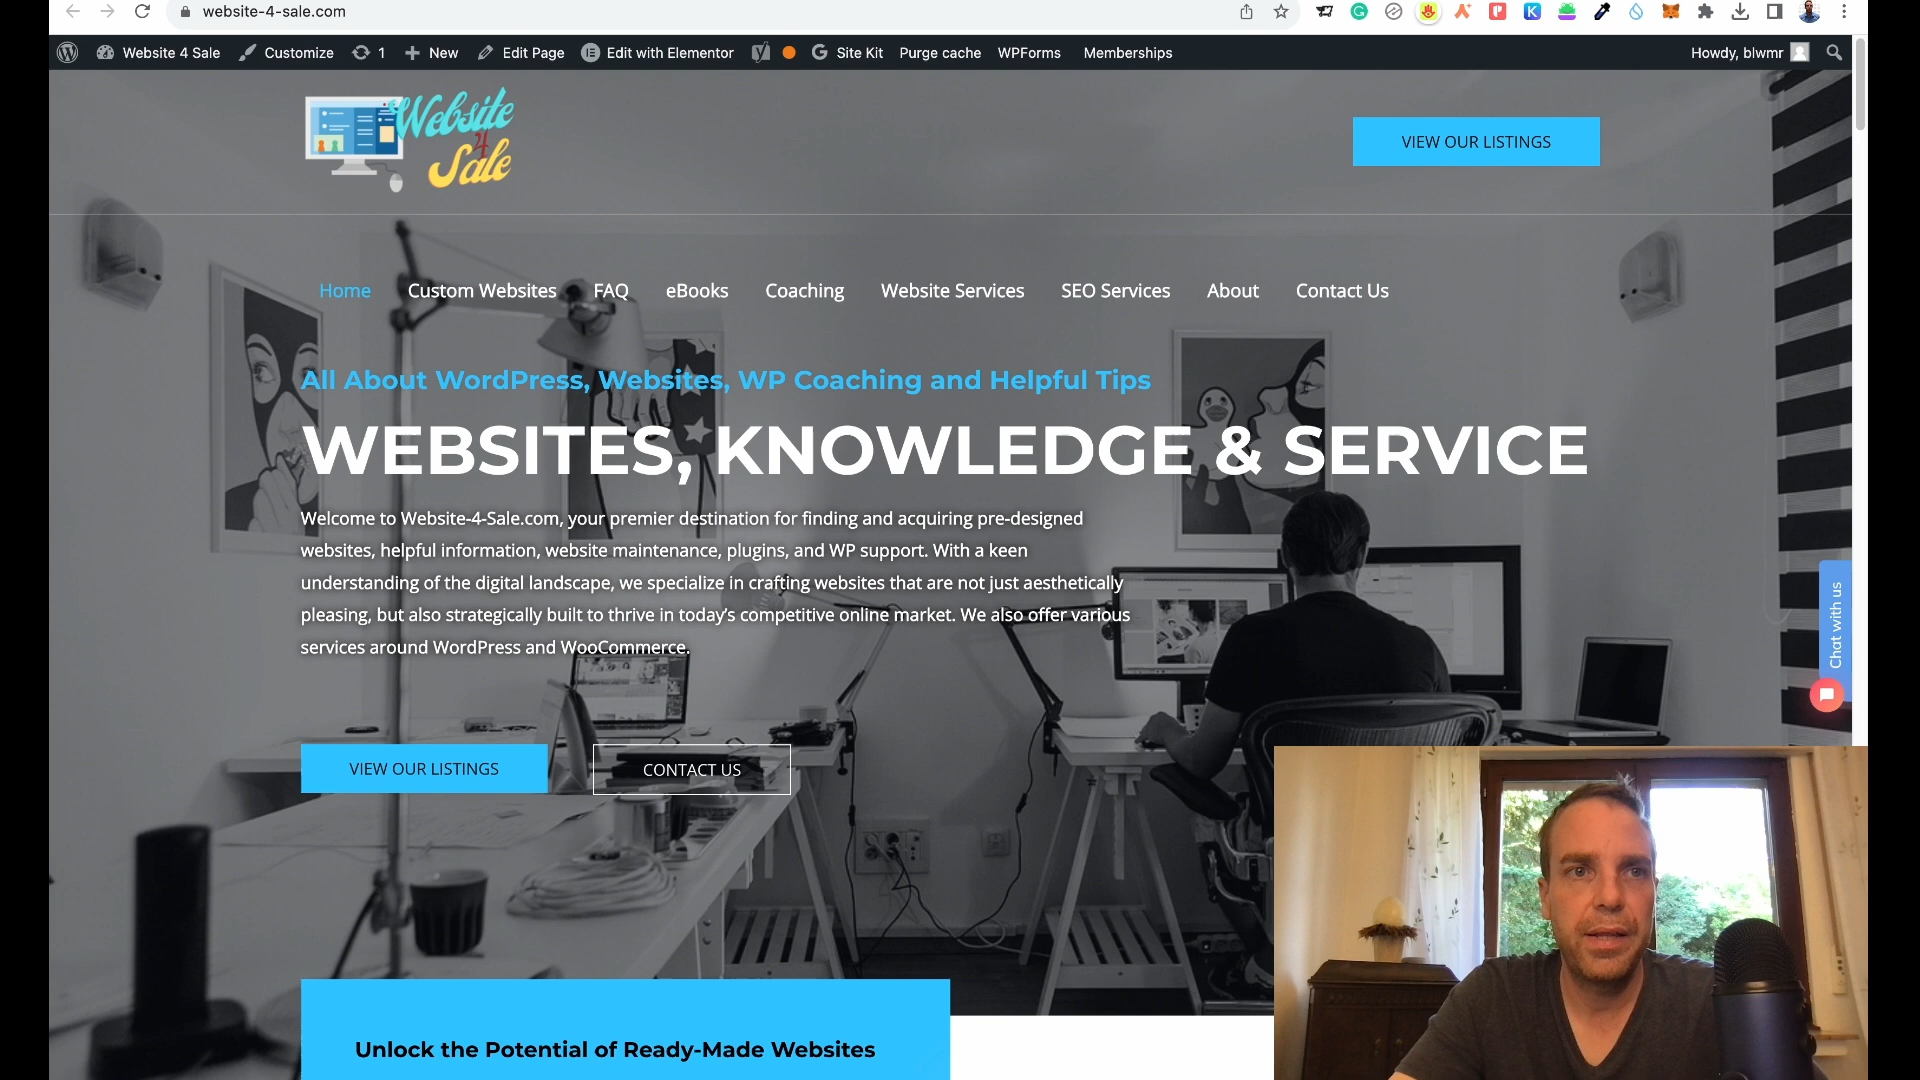 website-4-sale.com
Website 4 Sale Customize 1 New Edit Page Edit with Elementor Site Kit Purge cache WPForms Memberships Howdy, blwmr
Website
4
Sale
VIEW OUR LISTINGS
Home Custom Websites FAQ eBooks Coaching Website Services SEO Services About Contact Us
All About WordPress, Websites, WP Coaching and Helpful Tips
WEBSITES, KNOWLEDGE & SERVICE
Welcome to Website-4-Sale.com, your premier destination for finding and acquiring pre-designed
websites, helpful information, website maintenance, plugins, and WP support. With a keen
understanding of the digital landscape, we specialize in crafting websites that are not just aesthetically
pleasing, but also strategically built to thrive in today's competitive online market. We also offer various
services around WordPress and WooCommerce.
Chat with us
VIEW OUR LISTINGS CONTACT US
Unlock the Potential of Ready-Made Websites